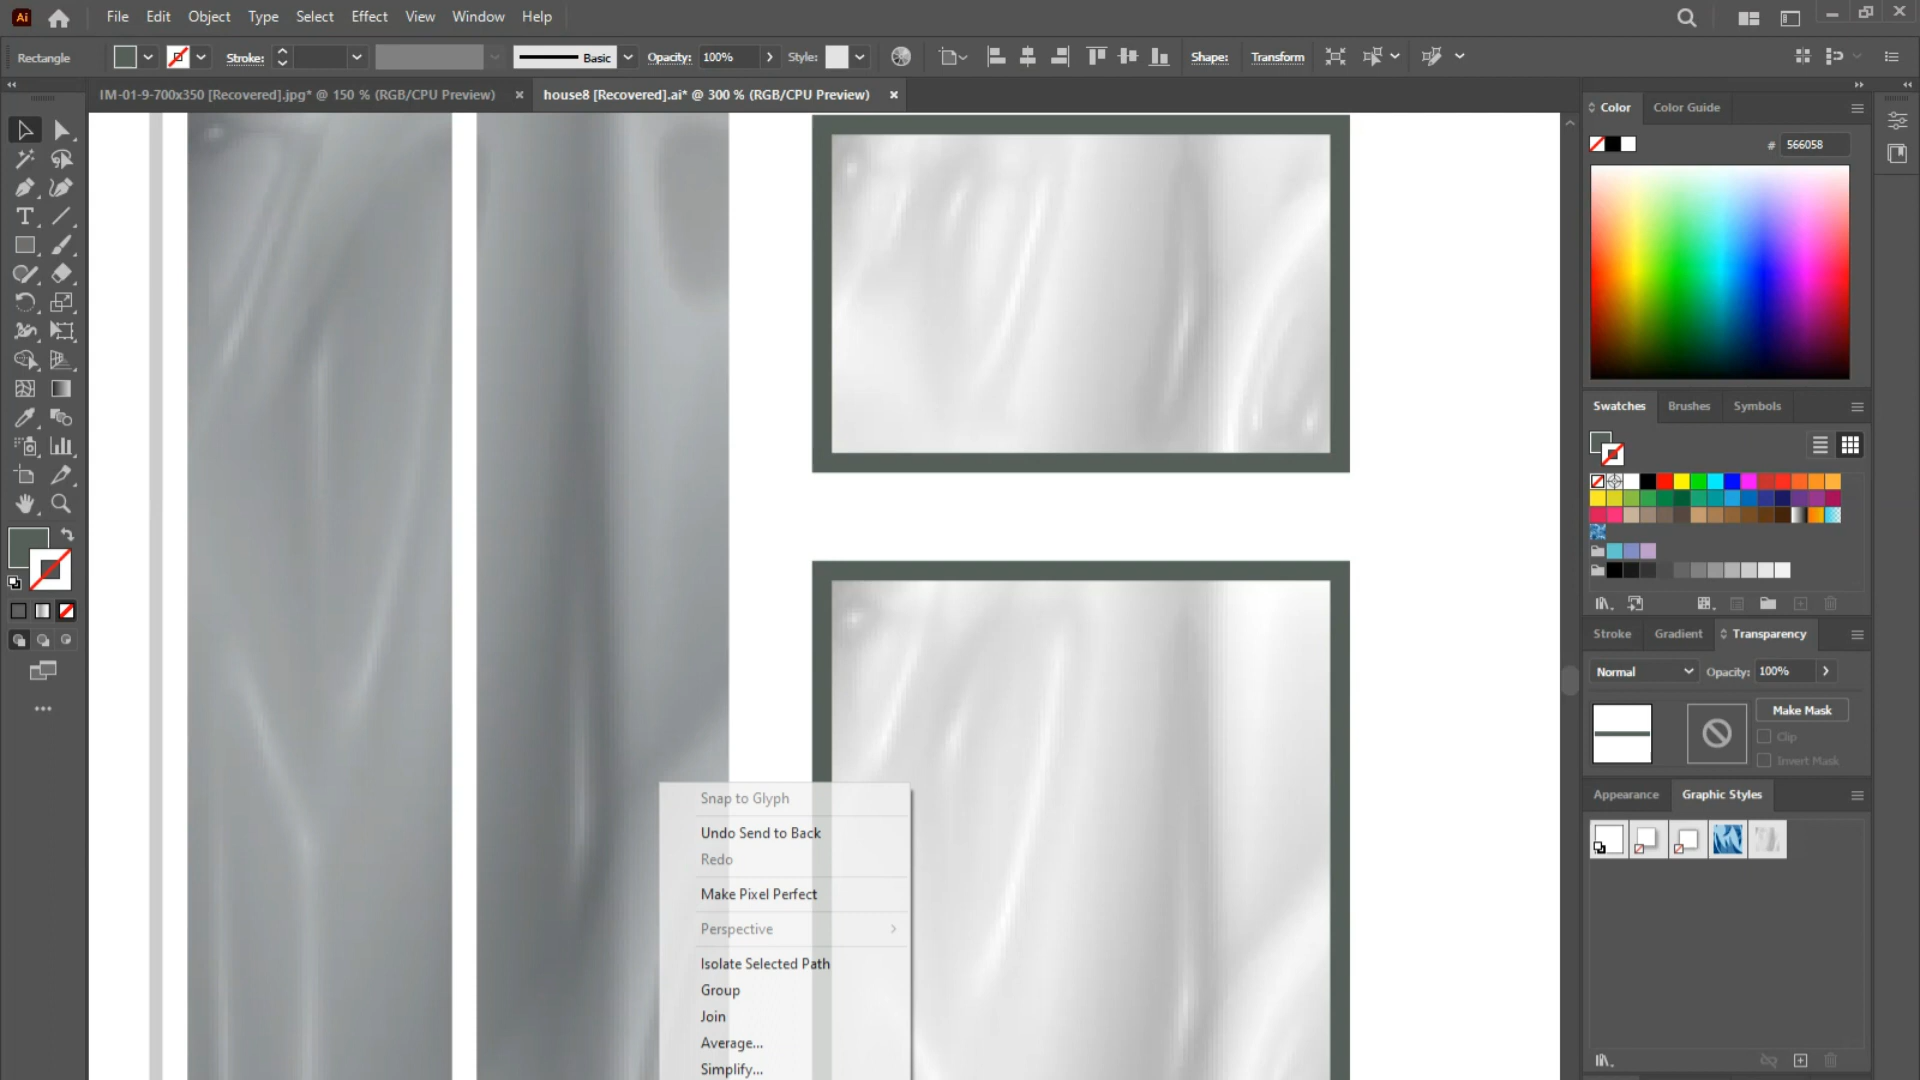 Ai
File Edit Object Type Select Effect View Window Help
Rectangle Stroke: Basic Opacity: 100% Style: Shape: Transform
IM-01-9-700x350 [Recovered].jpg* @ 150 % (RGB/CPU Preview) × house8 [Recovered].ai* @ 300 % (RGB/CPU Preview) ×
Color Color Guide
# 566058
Swatches Brushes Symbols
Stroke Gradient Transparency
Normal Opacity: 100%
Make Mask
Clip
Invert Mask
Appearance Graphic Styles
Snap to Glyph
Undo Send to Back
Redo
Make Pixel Perfect
Perspective
Isolate Selected Path
Group
Join
Average...
Simplify...